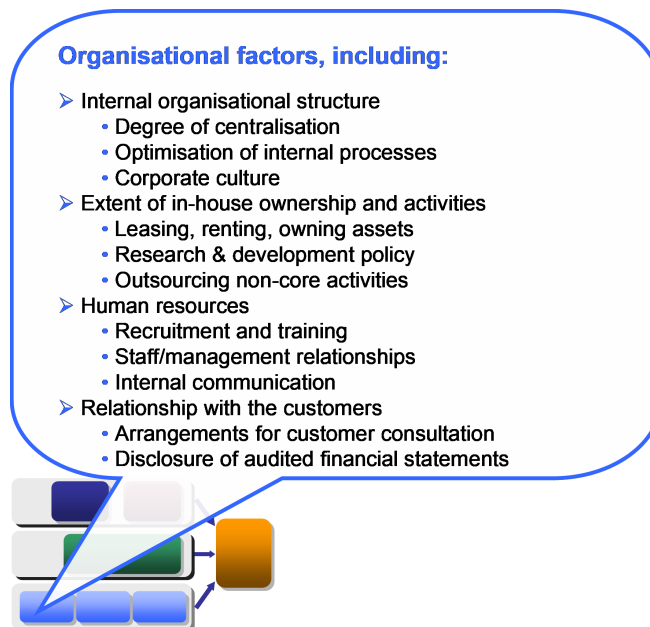 Organisational factors, including:
➢ Internal organisational structure
• Degree of centralisation
• Optimisation of internal processes
• Corporate culture
➢ Extent of in-house ownership and activities
• Leasing, renting, owning assets
• Research & development policy
• Outsourcing non-core activities
➢ Human resources
• Recruitment and training
• Staff/management relationships
• Internal communication
➢ Relationship with the customers
• Arrangements for customer consultation
• Disclosure of audited financial statements